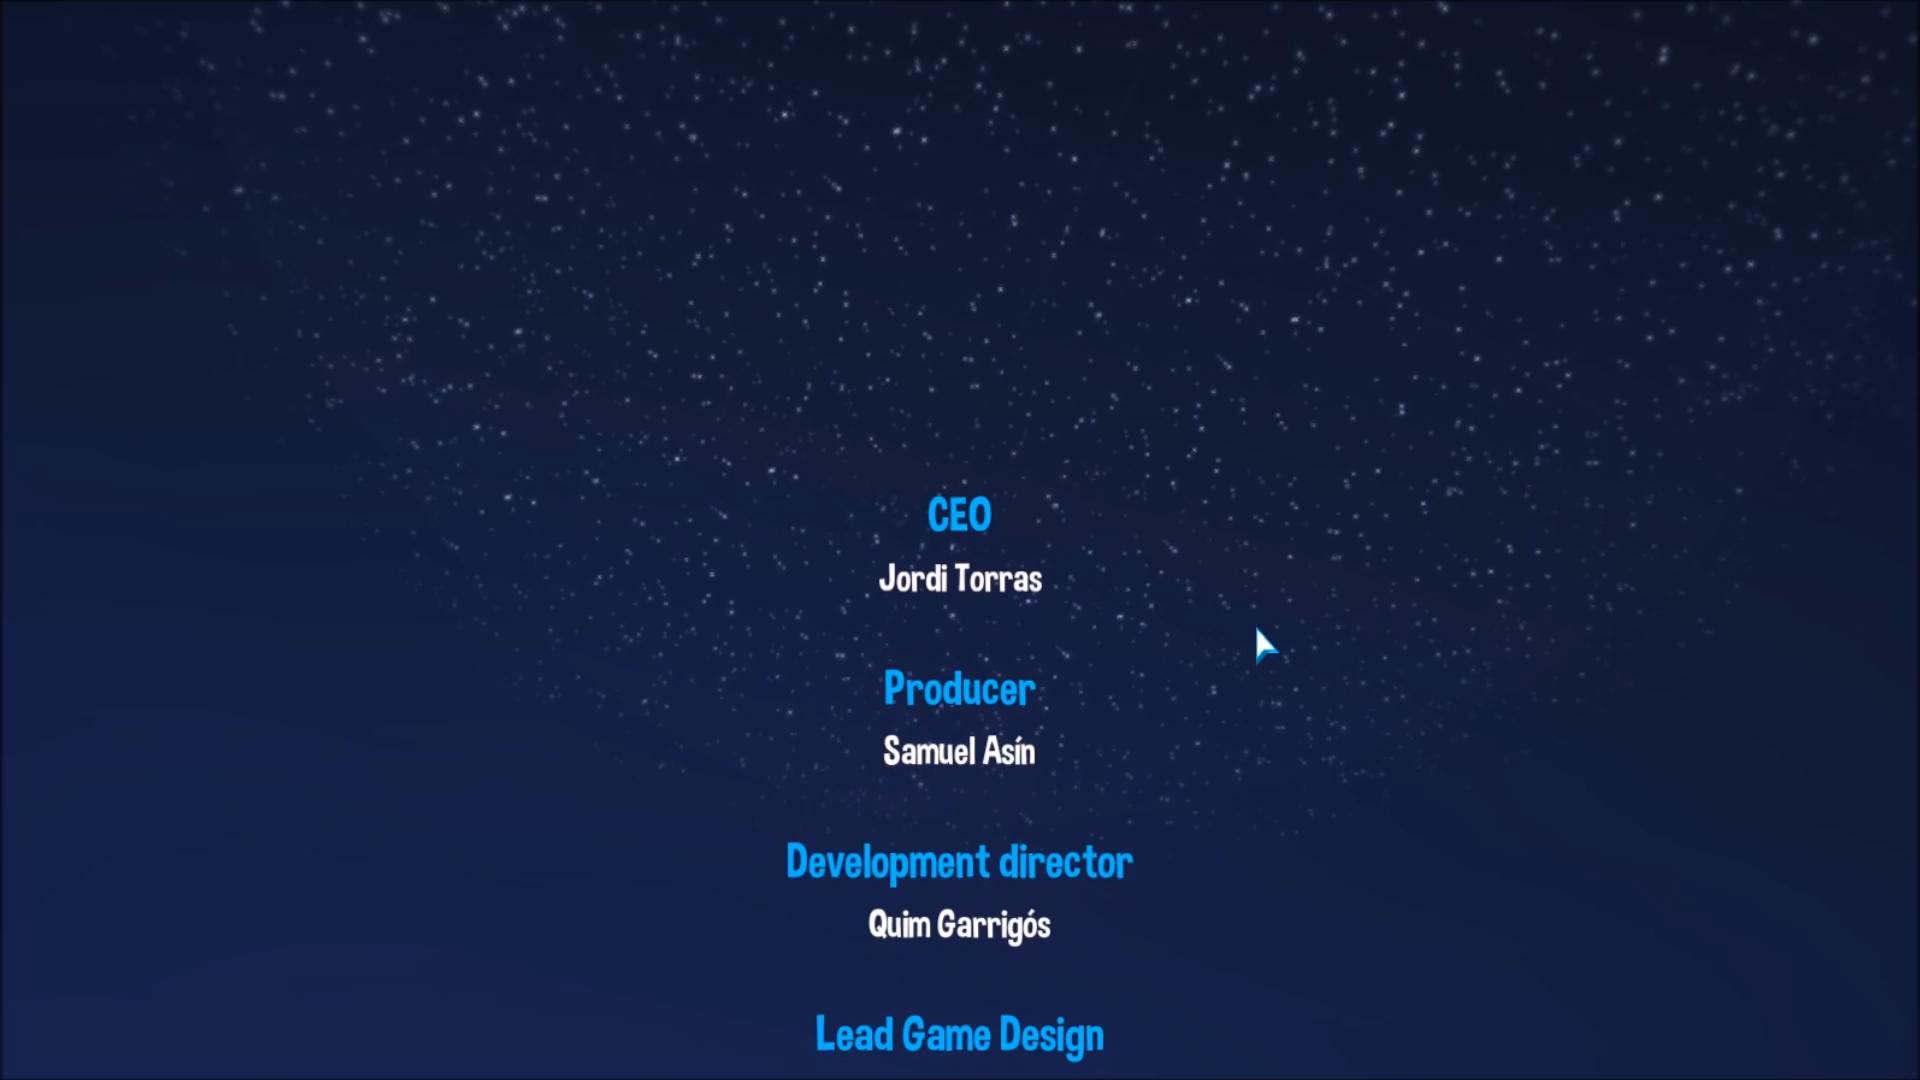 CEO
Jordi Torras
Producer
Samuel Asín
Development director
Quim Garrigós
Lead Game Design